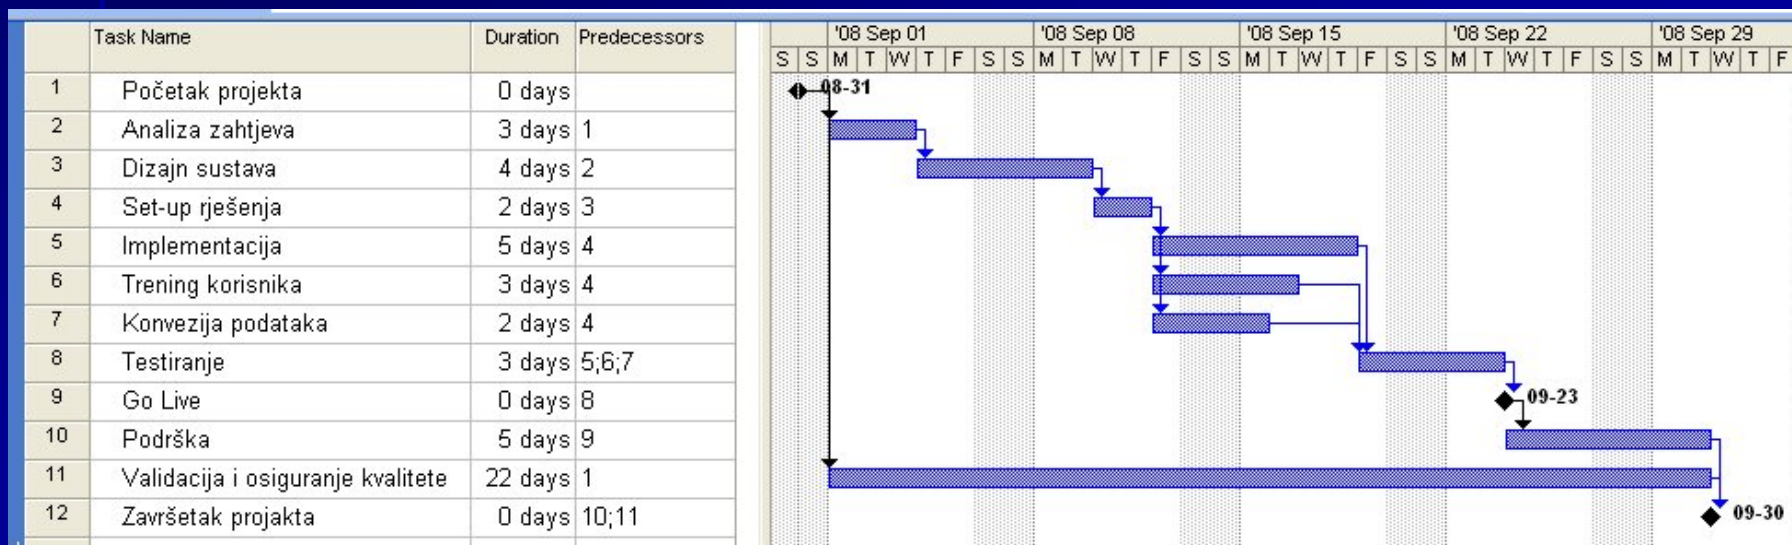 Task Name Duration Predecessors '08 Sep 01 '08 Sep 08 '08 Sep 15 '08 Sep 22 '08 Sep 29
S S M T W T F S S M T W T F S S M T W T F S S M T W T F S S M T W T F
1 Početak projekta 0 days 08-31
2 Analiza zahtjeva 3 days 1
3 Dizajn sustava 4 days 2
4 Set-up rješenja 2 days 3
5 Implementacija 5 days 4
6 Trening korisnika 3 days 4
7 Konvezija podataka 2 days 4
8 Testiranje 3 days 5;6;7
9 Go Live 0 days 8 09-23
10 Podrška 5 days 9
11 Validacija i osiguranje kvalitete 22 days 1
12 Završetak projakta 0 days 10;11 09-30